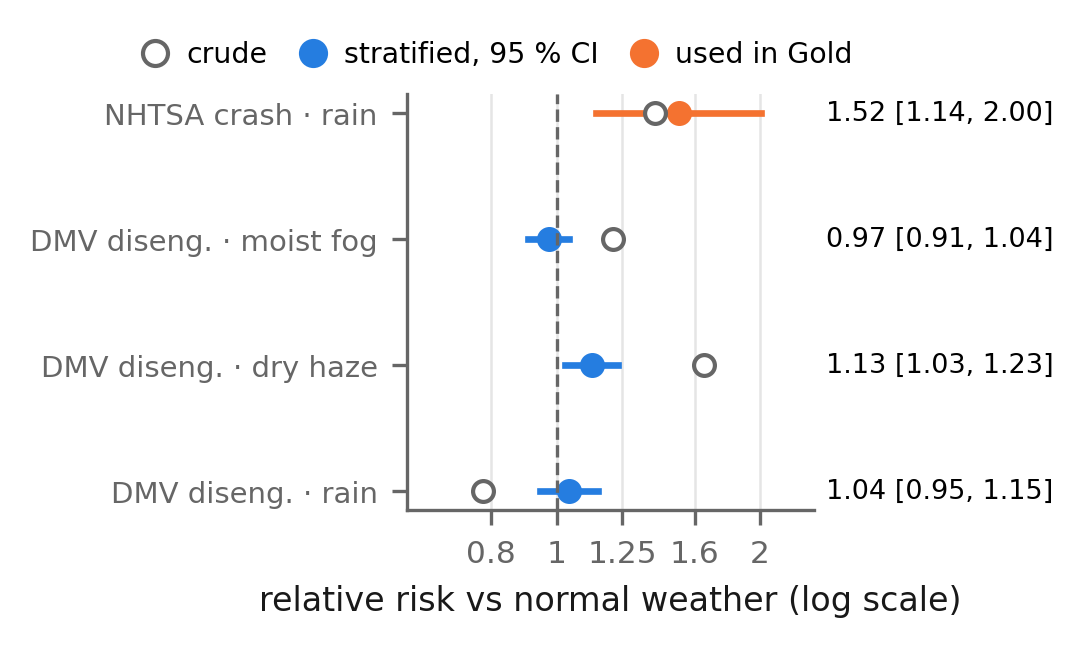 crude stratified, 95 % CI used in Gold
NHTSA crash · rain 1.52 [1.14, 2.00]
DMV diseng. · moist fog 0.97 [0.91, 1.04]
DMV diseng. · dry haze 1.13 [1.03, 1.23]
DMV diseng. · rain 1.04 [0.95, 1.15]
0.8 1 1.25 1.6 2
relative risk vs normal weather (log scale)